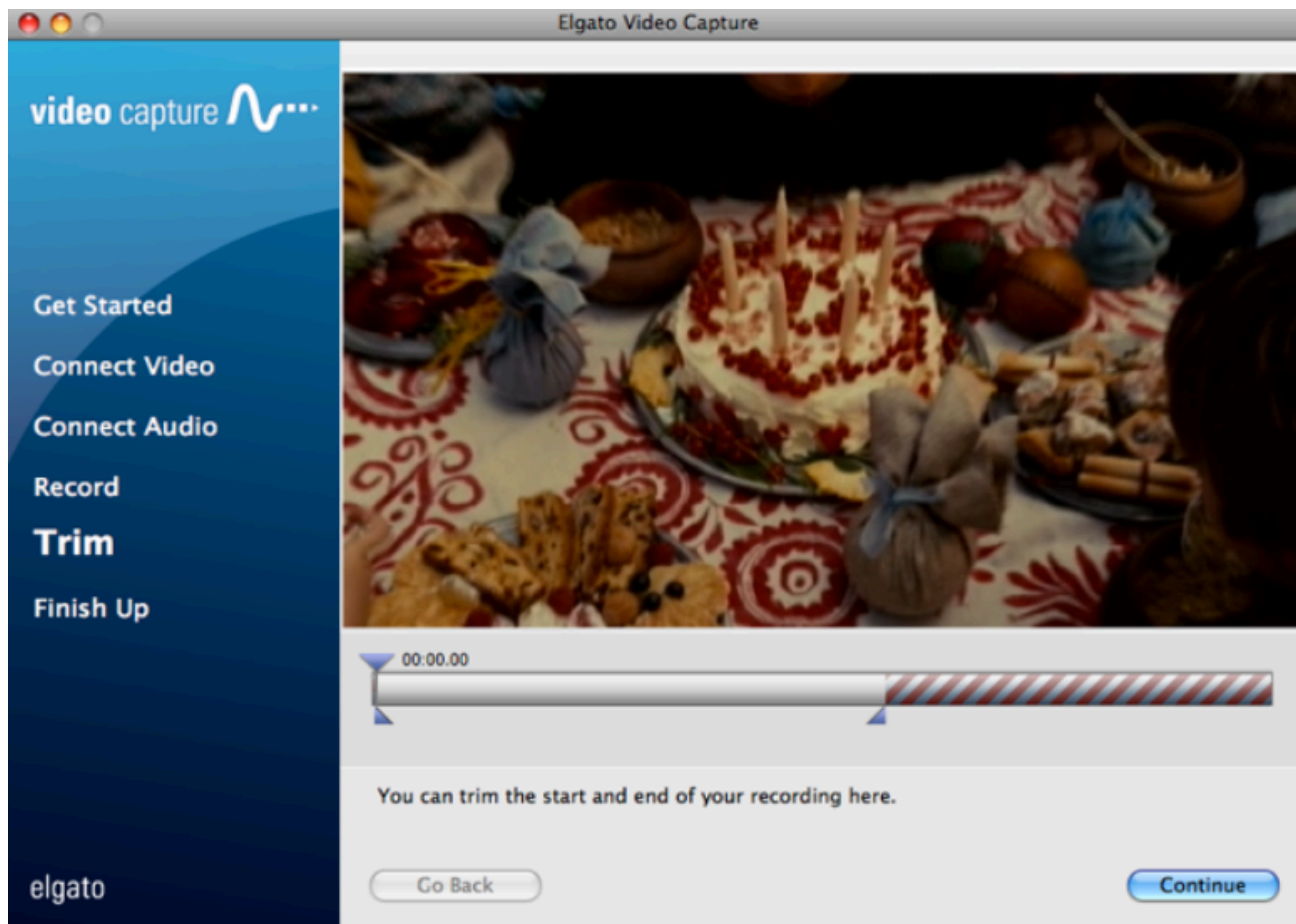 Elgato Video Capture
video capture
Get Started
Connect Video
Connect Audio
Record
Trim
Finish Up
elgato
00:00.00
You can trim the start and end of your recording here.
Go Back
Continue